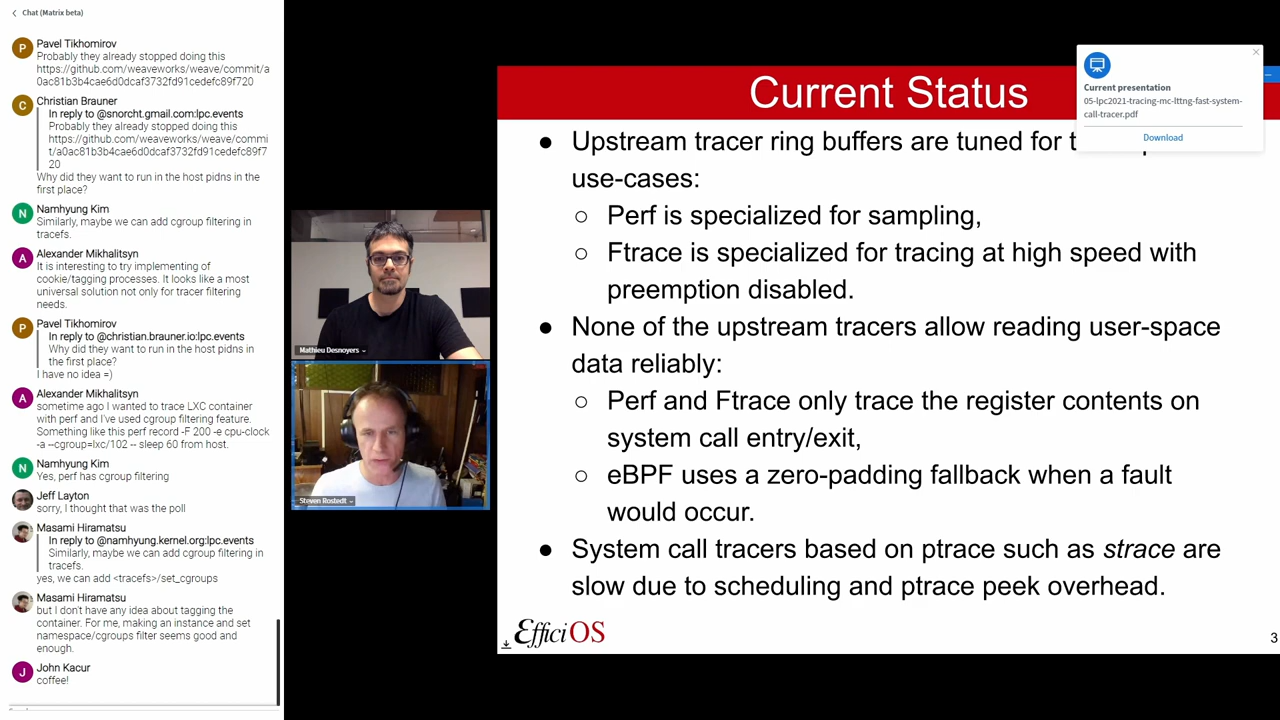 Chat (Matrix beta)
Pavel Tikhomirov
Probably they already stopped doing this
https://github.com/weaveworks/weave/commit/a
0ac81b3b4cae6d0dcaf3732fd91cedefc89f720
Christian Brauner
In reply to @snorcht.gmail.com:lpc.events
Probably they already stopped doing this
https://github.com/weaveworks/weave/commi
t/a0ac81b3b4cae6d0dcaf3732fd91cedefc89f7
20
Why did they want to run in the host pidns in the
first place?
Namhyung Kim
Similarly, maybe we can add cgroup filtering in
tracefs.
Alexander Mikhalitsyn
It is interesting to try implementing of
cookie/tagging processes. It looks like a most
universal solution not only for tracer filtering
needs.
Pavel Tikhomirov
In reply to @christian.brauner.io:lpc.events
Why did they want to run in the host pidns in
the first place?
I have no idea =)
Alexander Mikhalitsyn
sometime ago I wanted to trace LXC container
with perf and I've used cgroup filtering feature.
Something like this perf record -F 200 -e cpu-clock
-a --cgroup=lxc/102 -- sleep 60 from host.
Namhyung Kim
Yes, perf has cgroup filtering
Jeff Layton
sorry, I thought that was the poll
Masami Hiramatsu
In reply to @namhyung.kernel.org:lpc.events
Similarly, maybe we can add cgroup filtering in
tracefs.
yes, we can add <tracefs>/set_cgroups
Masami Hiramatsu
but I don't have any idea about tagging the
container. For me, making an instance and set
namespace/cgroups filter seems good and
enough.
John Kacur
coffee!
P
C
N
A
P
A
N
J
Mathieu Desnoyers
Steven Rostedt
Current Status
• Upstream tracer ring buffers are tuned for
use-cases:
○ Perf is specialized for sampling,
○ Ftrace is specialized for tracing at high speed with
preemption disabled.
• None of the upstream tracers allow reading user-space
data reliably:
○ Perf and Ftrace only trace the register contents on
system call entry/exit,
○ eBPF uses a zero-padding fallback when a fault
would occur.
• System call tracers based on ptrace such as strace are
slow due to scheduling and ptrace peek overhead.
EfficiOS
3
Current presentation
05-lpc2021-tracing-mc-lttng-fast-system-
call-tracer.pdf
Download